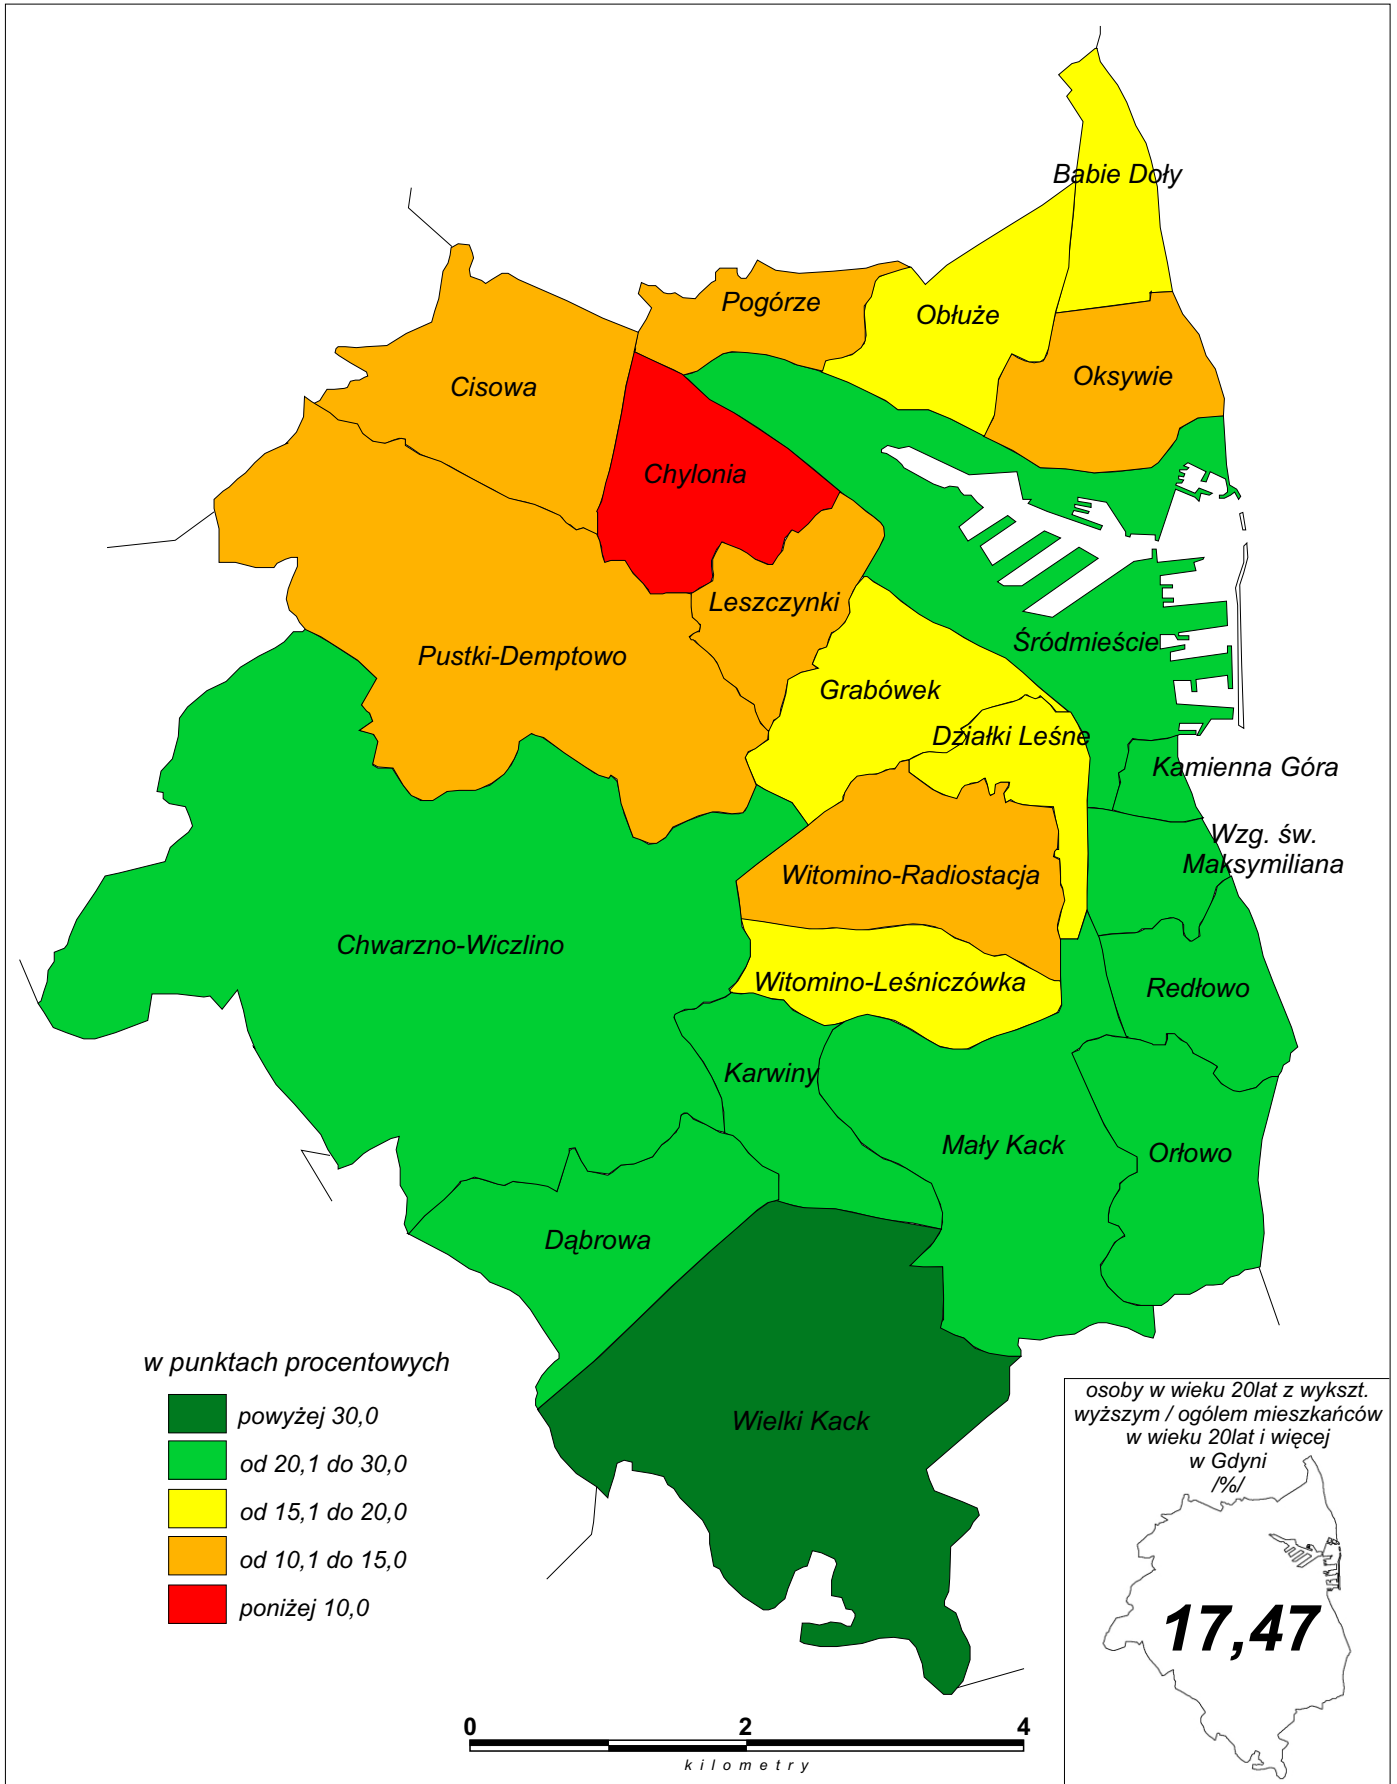 Babie Doły
Pogórze
Obłuże
Oksywie
Cisowa
Chylonia
Leszczynki
Śródmieście
Pustki-Demptowo
Grabówek
Działki Leśne
Kamienna Góra
Wzg. św.
Maksymiliana
Witomino-Radiostacja
Chwarzno-Wiczlino
Witomino-Leśniczówka
Redłowo
Karwiny
Mały Kack
Orłowo
Dąbrowa
Wielki Kack
w punktach procentowych
powyżej 30,0
od 20,1 do 30,0
od 15,1 do 20,0
od 10,1 do 15,0
poniżej 10,0
osoby w wieku 20lat z wykszt.
wyższym / ogólem mieszkańców
w wieku 20lat i więcej
w Gdyni
/%/
17,47
0 2 4
kilometry